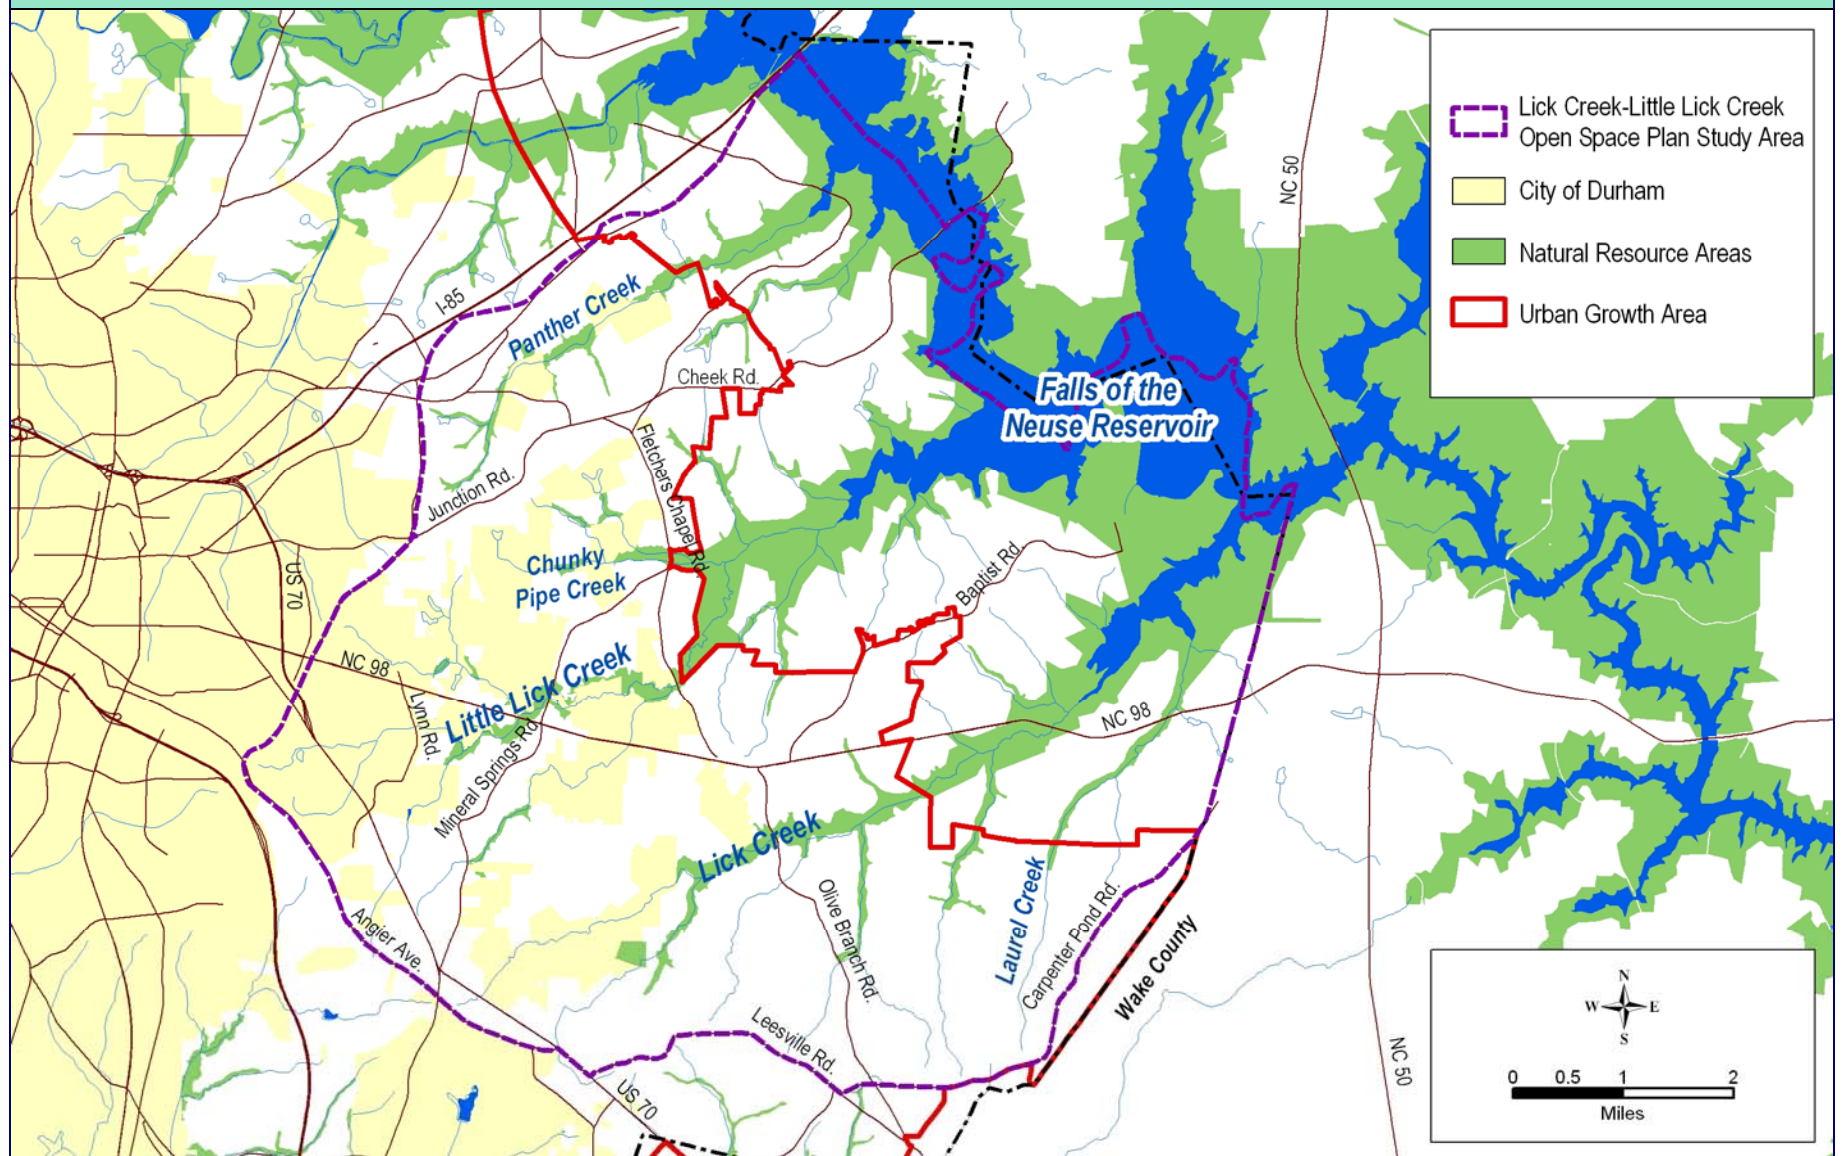 Lick Creek-Little Lick Creek
Open Space Plan Study Area
City of Durham
Natural Resource Areas
Urban Growth Area
NC 50
I-85
Panther Creek
Cheek Rd.
Falls of the
Neuse Reservoir
Fletchers Chapel Rd.
Junction Rd.
Chunky
Pipe Creek
US 70
Baptist Rd.
NC 98
Little Lick Creek
Lynn Rd.
Mineral Springs Rd.
NC 98
Lick Creek
Olive Branch Rd.
Laurel Creek
Carpenter Pond Rd.
Wake County
Angier Ave.
Leesville Rd.
US 70
NC 50
N
W
E
S
0 0.5 1 2
Miles